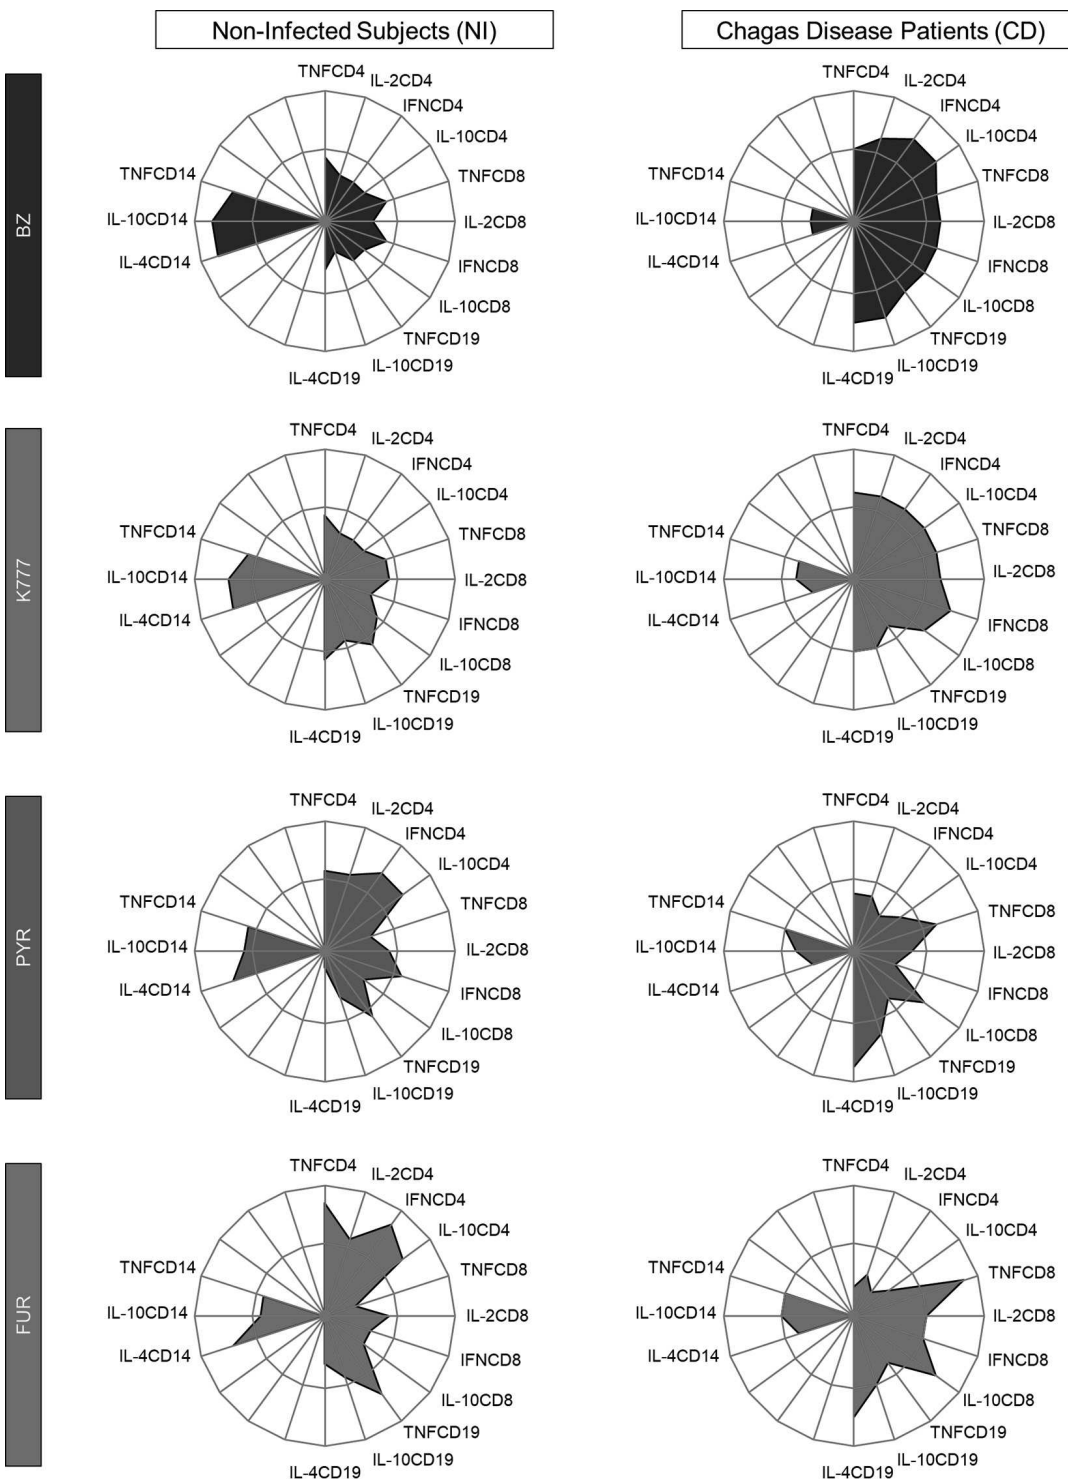 Non-Infected Subjects (NI)
Chagas Disease Patients (CD)
BZ
TNFCD4
IL-2CD4
IFNCD4
IL-10CD4
TNFCD8
IL-2CD8
IFNCD8
IL-10CD8
TNFCD19
IL-10CD19
IL-4CD19
IL-4CD14
IL-10CD14
TNFCD14
TNFCD4
IL-2CD4
IFNCD4
IL-10CD4
TNFCD8
IL-2CD8
IFNCD8
IL-10CD8
TNFCD19
IL-10CD19
IL-4CD19
IL-4CD14
IL-10CD14
TNFCD14
K777
TNFCD4
IL-2CD4
IFNCD4
IL-10CD4
TNFCD8
IL-2CD8
IFNCD8
IL-10CD8
TNFCD19
IL-10CD19
IL-4CD19
IL-4CD14
IL-10CD14
TNFCD14
TNFCD4
IL-2CD4
IFNCD4
IL-10CD4
TNFCD8
IL-2CD8
IFNCD8
IL-10CD8
TNFCD19
IL-10CD19
IL-4CD19
IL-4CD14
IL-10CD14
TNFCD14
PYR
TNFCD4
IL-2CD4
IFNCD4
IL-10CD4
TNFCD8
IL-2CD8
IFNCD8
IL-10CD8
TNFCD19
IL-10CD19
IL-4CD19
IL-4CD14
IL-10CD14
TNFCD14
TNFCD4
IL-2CD4
IFNCD4
IL-10CD4
TNFCD8
IL-2CD8
IFNCD8
IL-10CD8
TNFCD19
IL-10CD19
IL-4CD19
IL-4CD14
IL-10CD14
TNFCD14
FUR
TNFCD4
IL-2CD4
IFNCD4
IL-10CD4
TNFCD8
IL-2CD8
IFNCD8
IL-10CD8
TNFCD19
IL-10CD19
IL-4CD19
IL-4CD14
IL-10CD14
TNFCD14
TNFCD4
IL-2CD4
IFNCD4
IL-10CD4
TNFCD8
IL-2CD8
IFNCD8
IL-10CD8
TNFCD19
IL-10CD19
IL-4CD19
IL-4CD14
IL-10CD14
TNFCD14